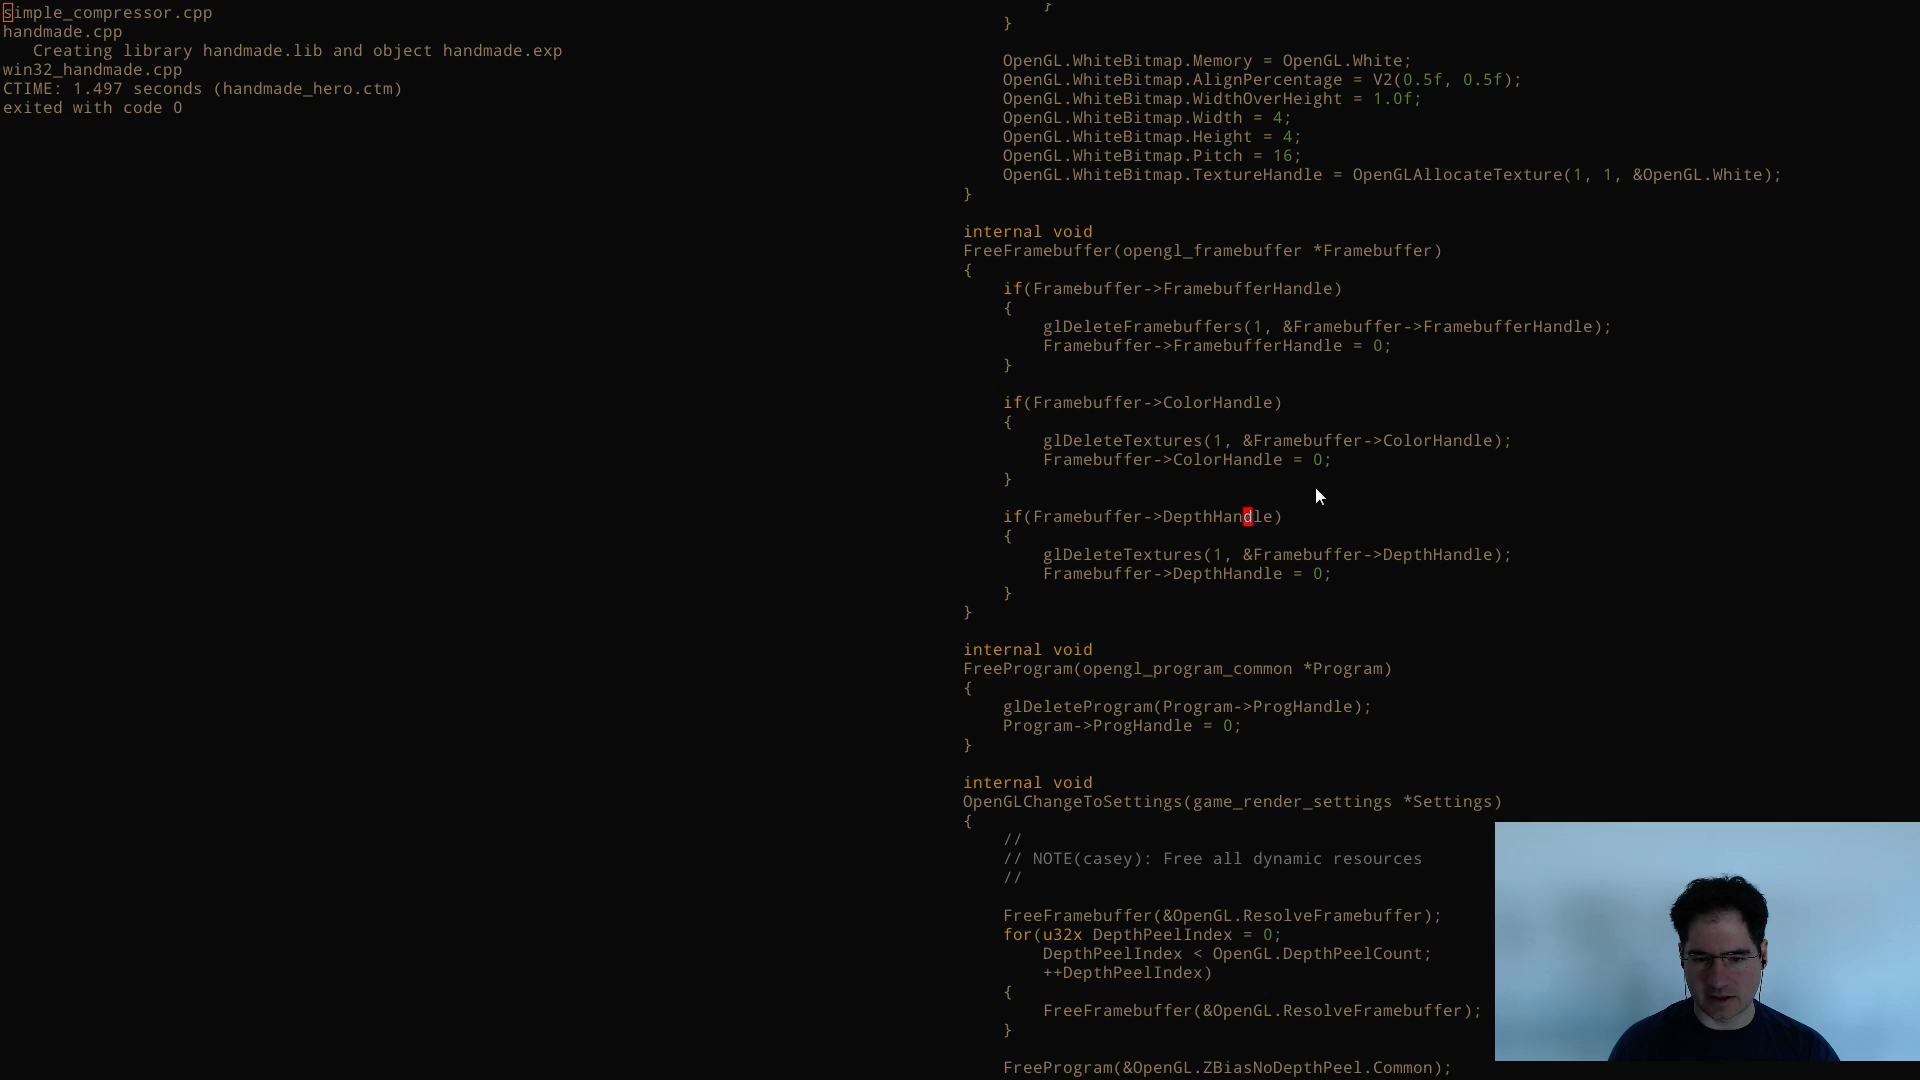 simple_compressor.cpp
handmade.cpp
Creating library handmade.lib and object handmade.exp
win32_handmade.cpp
CTIME: 1.497 seconds (handmade_hero.ctm)
exited with code 0
}
}
OpenGL.WhiteBitmap.Memory = OpenGL.White;
OpenGL.WhiteBitmap.AlignPercentage = V2(0.5f, 0.5f);
OpenGL.WhiteBitmap.WidthOverHeight = 1.0f;
OpenGL.WhiteBitmap.Width = 4;
OpenGL.WhiteBitmap.Height = 4;
OpenGL.WhiteBitmap.Pitch = 16;
OpenGL.WhiteBitmap.TextureHandle = OpenGLAllocateTexture(1, 1, &OpenGL.White);
}
internal void
FreeFramebuffer(opengl_framebuffer *Framebuffer)
{
if(Framebuffer->FramebufferHandle)
{
glDeleteFramebuffers(1, &Framebuffer->FramebufferHandle);
Framebuffer->FramebufferHandle = 0;
}
if(Framebuffer->ColorHandle)
{
glDeleteTextures(1, &Framebuffer->ColorHandle);
Framebuffer->ColorHandle = 0;
}
if(Framebuffer->DepthHandle)
{
glDeleteTextures(1, &Framebuffer->DepthHandle);
Framebuffer->DepthHandle = 0;
}
}
internal void
FreeProgram(opengl_program_common *Program)
{
glDeleteProgram(Program->ProgHandle);
Program->ProgHandle = 0;
}
internal void
OpenGLChangeToSettings(game_render_settings *Settings)
{
//
// NOTE(casey): Free all dynamic resources
//
FreeFramebuffer(&OpenGL.ResolveFramebuffer);
for(u32x DepthPeelIndex = 0;
DepthPeelIndex < OpenGL.DepthPeelCount;
++DepthPeelIndex)
{
FreeFramebuffer(&OpenGL.ResolveFramebuffer);
}
FreeProgram(&OpenGL.ZBiasNoDepthPeel.Common);